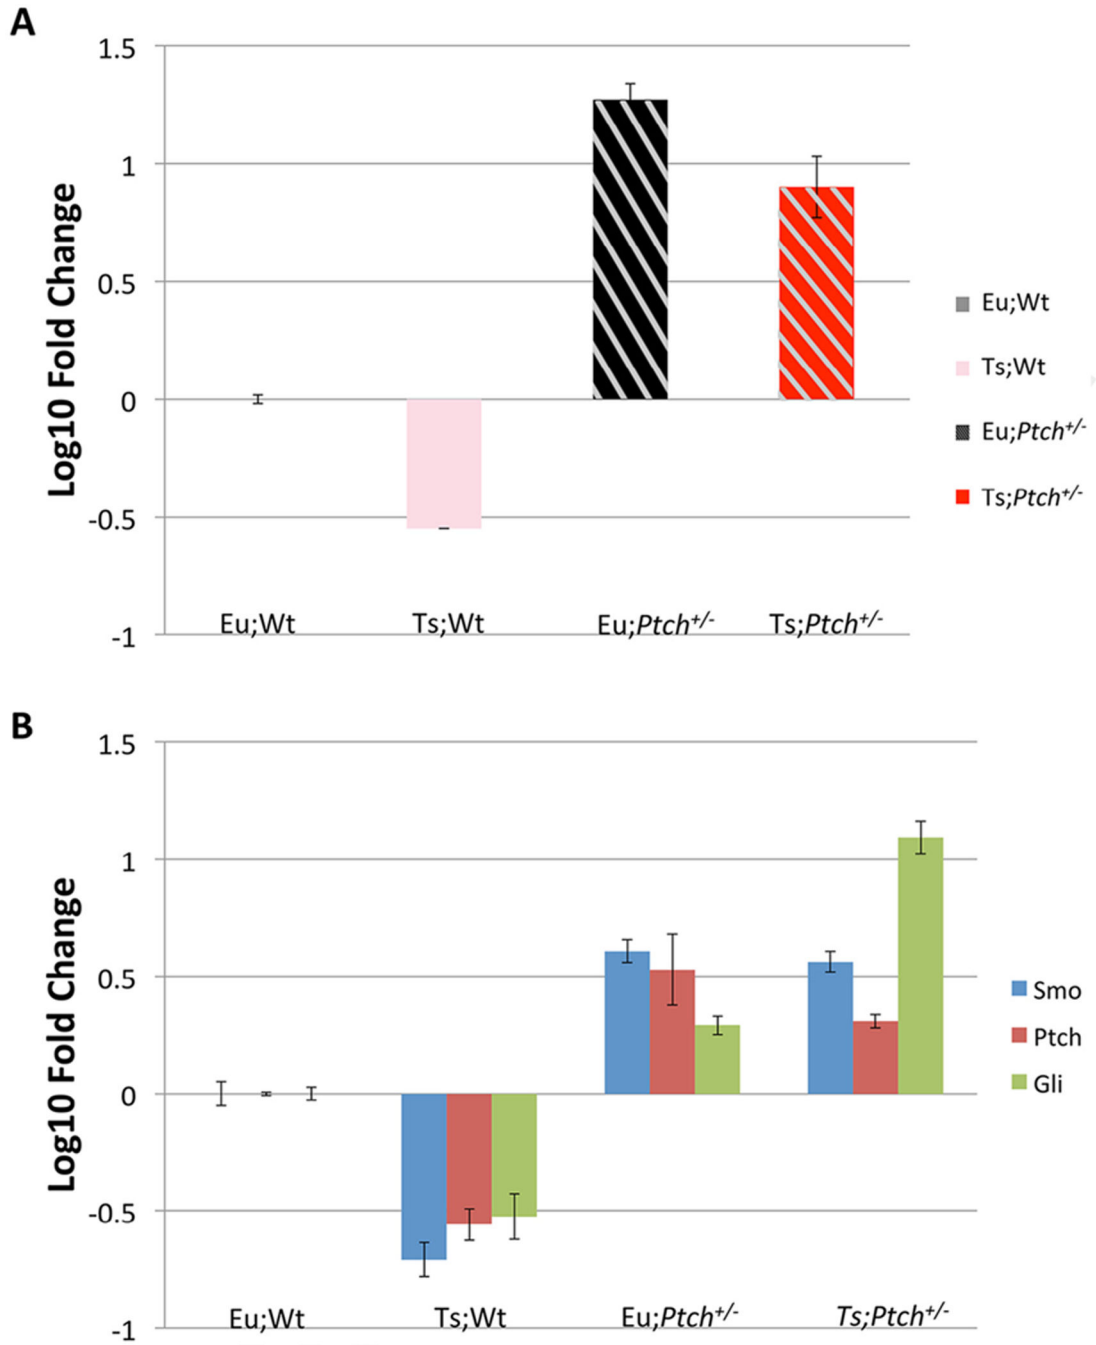 A
1.5
1
0.5
0
-0.5
-1
Log10 Fold Change
Eu;Wt
Ts;Wt
Eu;Ptch+/-
Ts;Ptch+/-
Eu;Wt
Ts;Wt
Eu;Ptch+/-
Ts;Ptch+/-
B
1.5
1
0.5
0
-0.5
-1
Log10 Fold Change
Eu;Wt
Ts;Wt
Eu;Ptch+/-
Ts;Ptch+/-
Smo
Ptch
Gli